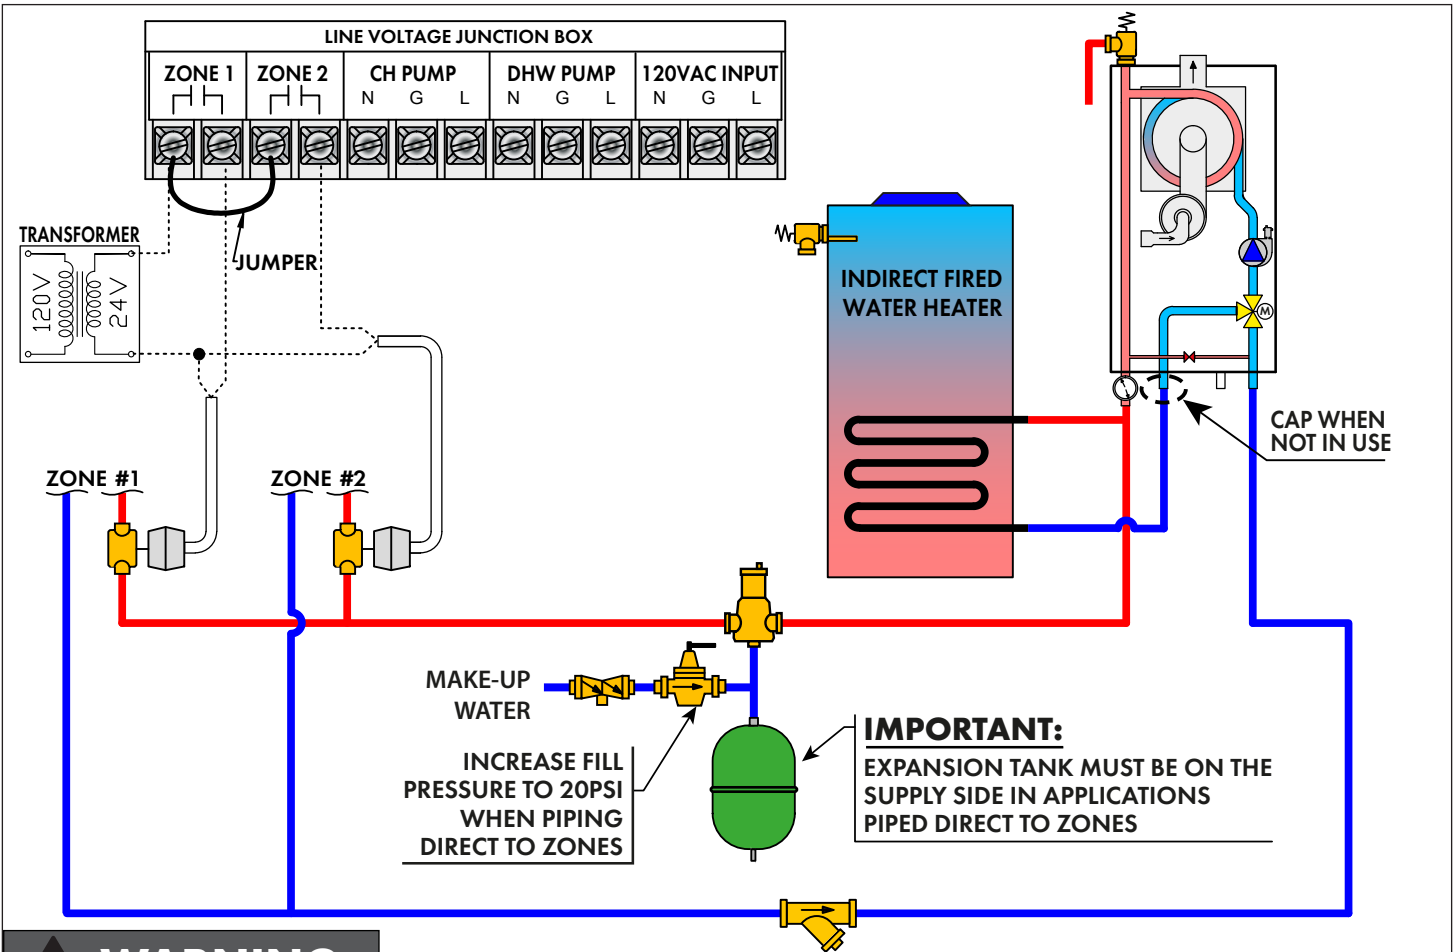 LINE VOLTAGE JUNCTION BOX
ZONE 1 ZONE 2 CH PUMP DHW PUMP 120VAC INPUT
N G L N G L N G L
TRANSFORMER
120V
24V
JUMPER
INDIRECT FIRED
WATER HEATER
M
CAP WHEN
NOT IN USE
ZONE #1
ZONE #2
MAKE-UP
WATER
INCREASE FILL
PRESSURE TO 20PSI
WHEN PIPING
DIRECT TO ZONES
IMPORTANT:
EXPANSION TANK MUST BE ON THE
SUPPLY SIDE IN APPLICATIONS
PIPED DIRECT TO ZONES
WARNING